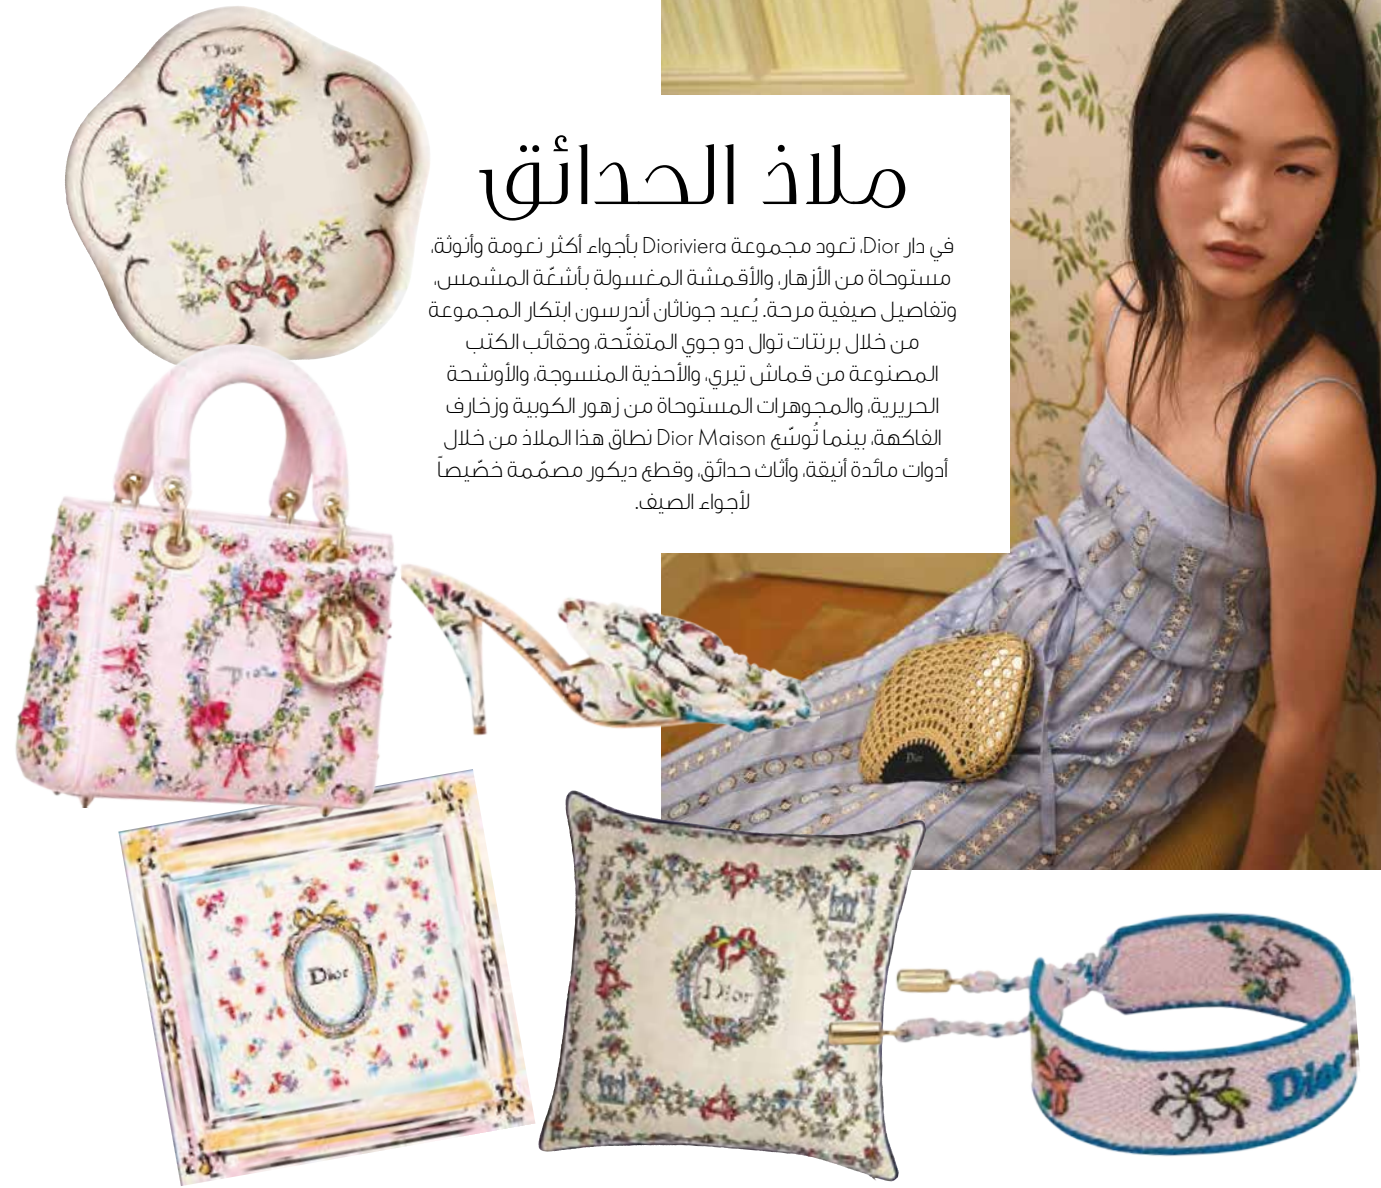 Dior
ملاذ الحدائق
في دار Dior، تعود مجموعة Dioriviera بأجواء أكثر نعومة وأنوثة،
مستوحاة من الأزهار، والأقمشة المغسولة بأشعّة المشمس،
وتفاصيل صيفية مرحة. يُعيد جوناثان أندرسون ابتكار المجموعة
من خلال برنتات توال دو جوي المتفتّحة، وحقائب الكتب
المصنوعة من قماش تيري، والأحذية المنسوجة، والأوشحة
الحريرية، والمجوهرات المستوحاة من زهور الكوبية وزخارف
الفاكهة، بينما تُوسّع Dior Maison نطاق هذا الملاذ من خلال
أدوات مائدة أنيقة، وأثاث حدائق، وقطع ديكور مصمّمة خصّيصاً
لأجواء الصيف.
Dior
Dior
Dior
Dior
Dior